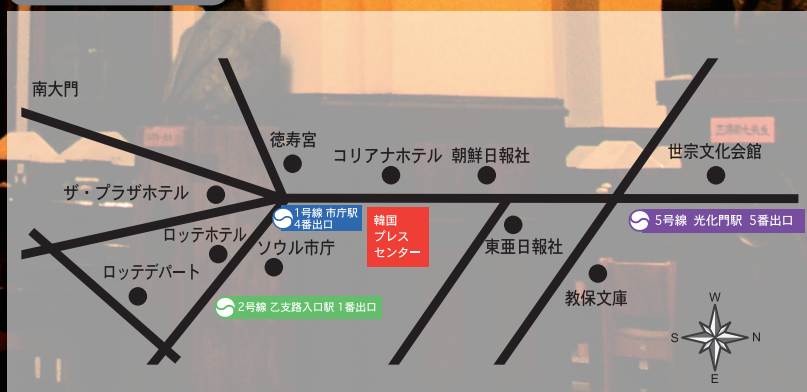 南大門
徳寿宮
コリアナホテル
朝鮮日報社
世宗文化会館
ザ・プラザホテル
1号線 市庁駅
4番出口
韓国
プレス
センター
5号線 光化門駅 5番出口
ロッテホテル
ソウル市庁
東亜日報社
ロッテデパート
教保文庫
2号線 乙支路入口駅 1番出口
W
S
N
E